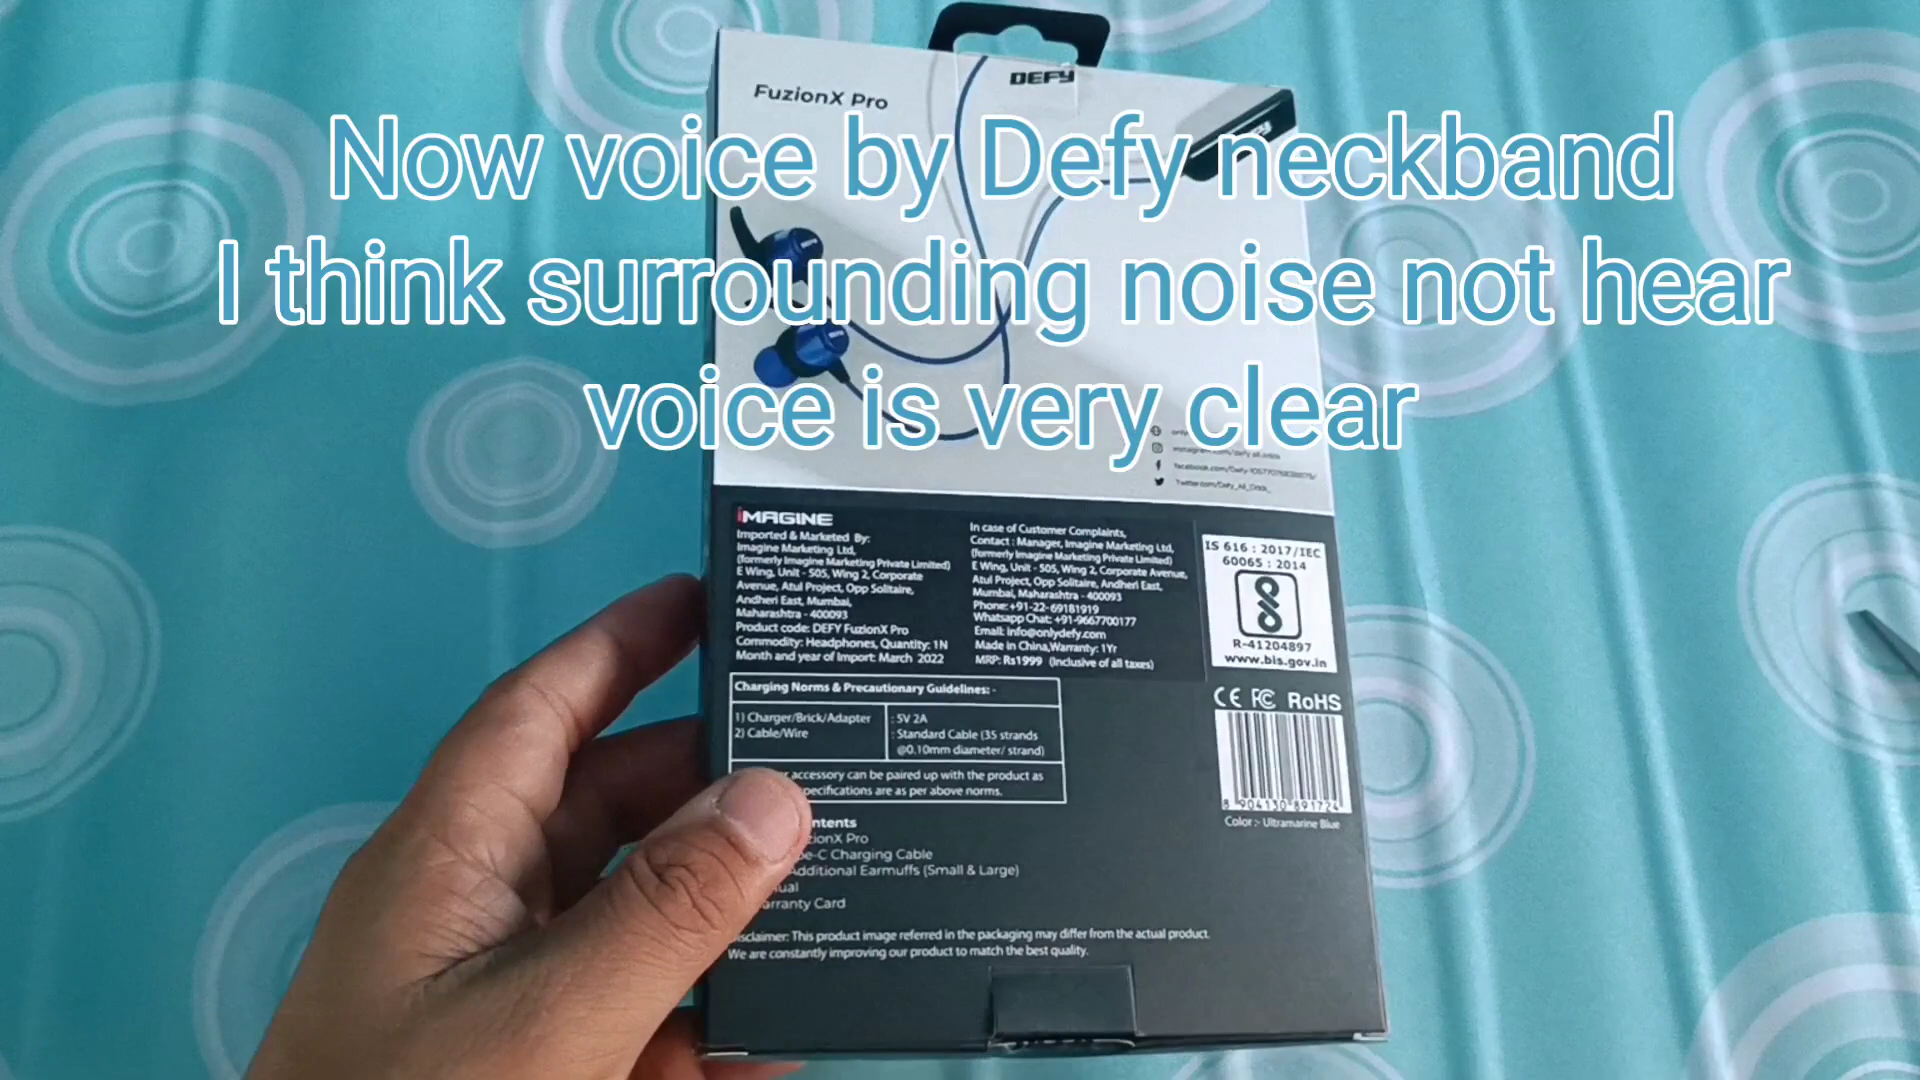 DEFY
FuzionX Pro
Now voice by Defy neckband
I think surrounding noise not hear
voice is very clear
iMAGINE
Imported & Marketed By:
Imagine Marketing Ltd,
(formerly Imagine Marketing Private Limited)
E Wing, Unit - 505, Wing 2, Corporate
Avenue, Atul Project, Opp Solitaire,
Andheri East, Mumbai,
Maharashtra - 400093
Product code: DEFY FuzionX Pro
Commodity: Headphones, Quantity: 1N
Month and year of Import: March 2022
In case of Customer Complaints,
Contact : Manager, Imagine Marketing Ltd,
(formerly Imagine Marketing Private Limited)
E Wing, Unit - 505, Wing 2, Corporate Avenue,
Atul Project, Opp Solitaire, Andheri East,
Mumbai, Maharashtra - 400093
Phone: +91-22-69181919
Whatsapp Chat: +91-9667700177
Email: info@onlydefy.com
Made in China, Warranty: 1Yr
MRP: Rs1999 (Inclusive of all taxes)
IS 616 : 2017/IEC
60065 : 2014
R-41204897
www.bis.gov.in
CE FC RoHS
8 904130 891724
Color :- Ultramarine Blue
Charging Norms & Precautionary Guidelines: -
1) Charger/Brick/Adapter : 5V 2A
2) Cable/Wire : Standard Cable (35 strands
@0.10mm diameter/ strand)
accessory can be paired up with the product as
are as per above norms.
Pro
Charging Cable
Earmuffs (Small & Large)
Card
This product image referred in the packaging may differ from the actual product.
We are constantly improving our product to match the best quality.